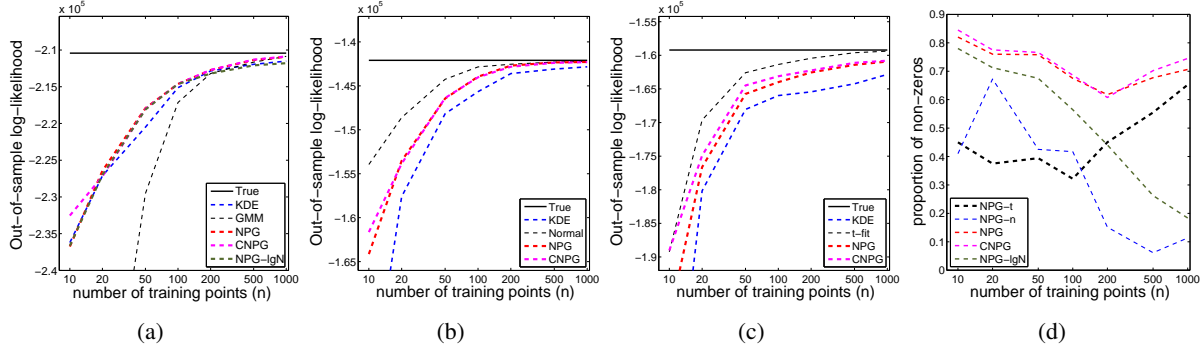 x 10⁵
−2.1
−2.15
−2.2
−2.25
−2.3
−2.35
−2.4
10
20
50
100
200
500
1000
Out−of−sample log−likelihood
number of training points (n)
True
KDE
GMM
NPG
CNPG
NPG−lgN
(a)
x 10⁵
−1.4
−1.45
−1.5
−1.55
−1.6
−1.65
10
20
50
100
200
500
1000
Out−of−sample log−likelihood
number of training points (n)
True
KDE
Normal
NPG
CNPG
(b)
x 10⁵
−1.55
−1.6
−1.65
−1.7
−1.75
−1.8
−1.85
−1.9
10
20
50
100
200
500
1000
Out−of−sample log−likelihood
number of training points (n)
True
KDE
t−fit
NPG
CNPG
(c)
0.9
0.8
0.7
0.6
0.5
0.4
0.3
0.2
0.1
0
10
20
50
100
200
500
1000
proportion of non−zeros
number of training points (n)
NPG−t
NPG−n
NPG
CNPG
NPG−lgN
(d)